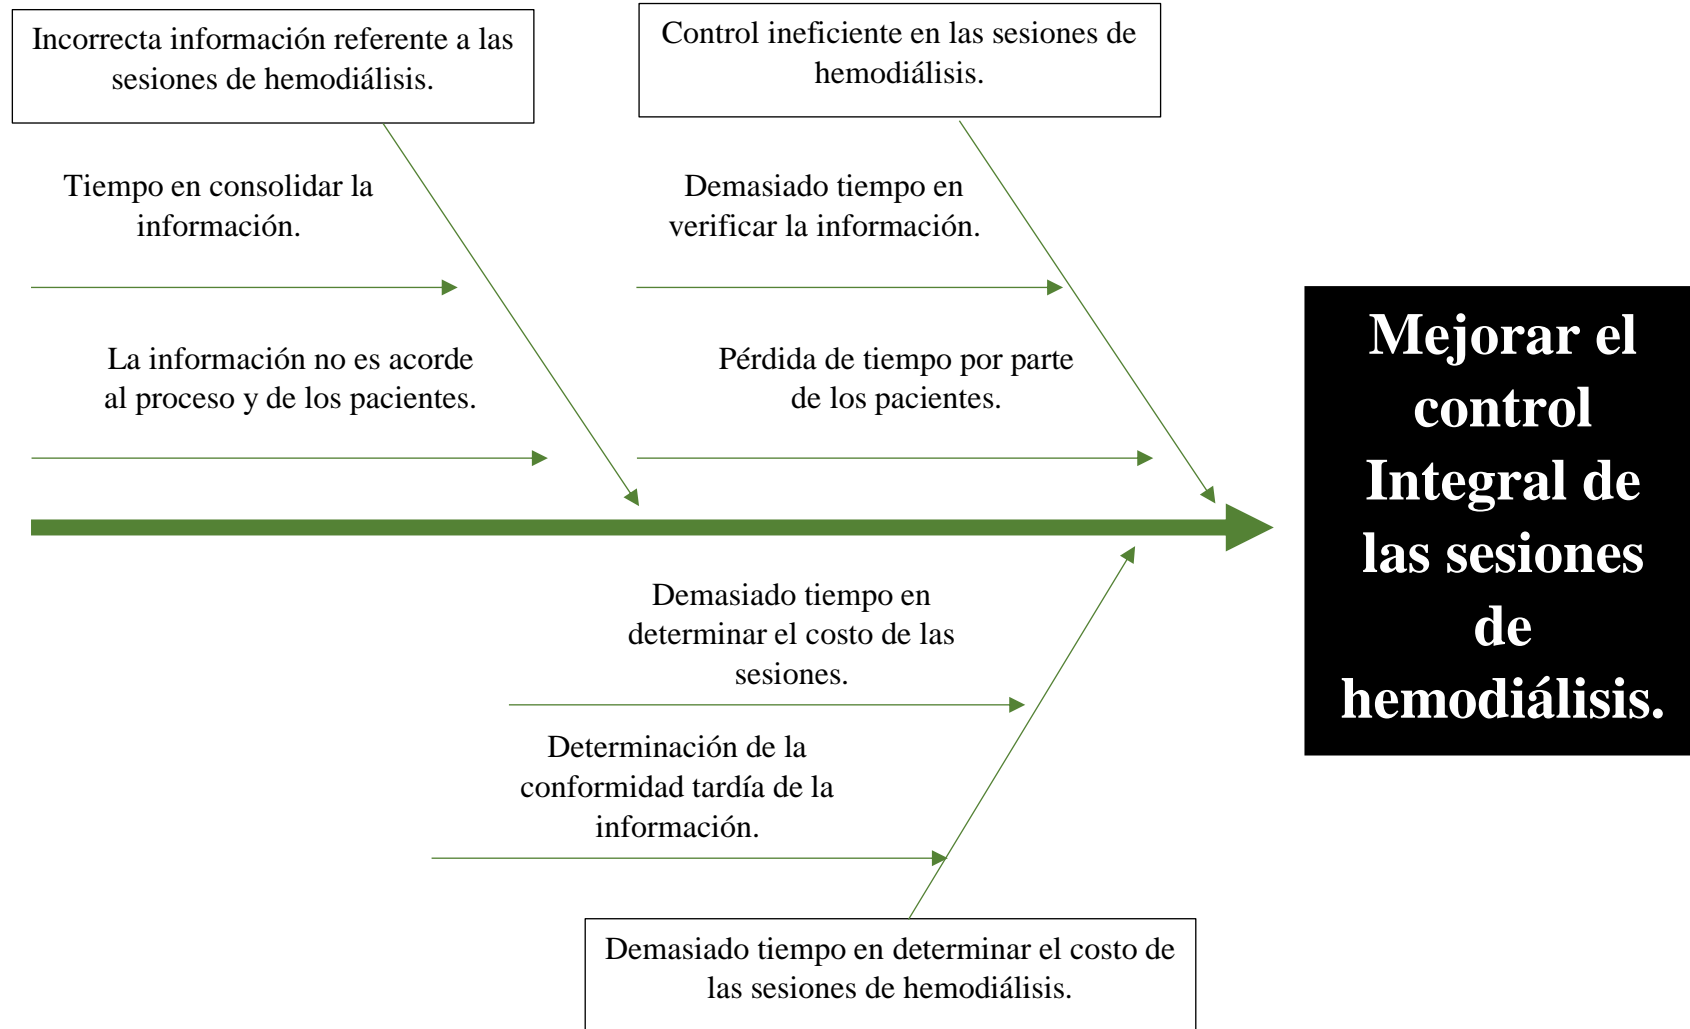 Incorrecta información referente a las
sesiones de hemodiálisis.
Control ineficiente en las sesiones de
hemodiálisis.
Tiempo en consolidar la
información.
Demasiado tiempo en
verificar la información.
La información no es acorde
al proceso y de los pacientes.
Pérdida de tiempo por parte
de los pacientes.
Mejorar el
control
Integral de
las sesiones
de
hemodiálisis.
Demasiado tiempo en
determinar el costo de las
sesiones.
Determinación de la
conformidad tardía de la
información.
Demasiado tiempo en determinar el costo de
las sesiones de hemodiálisis.